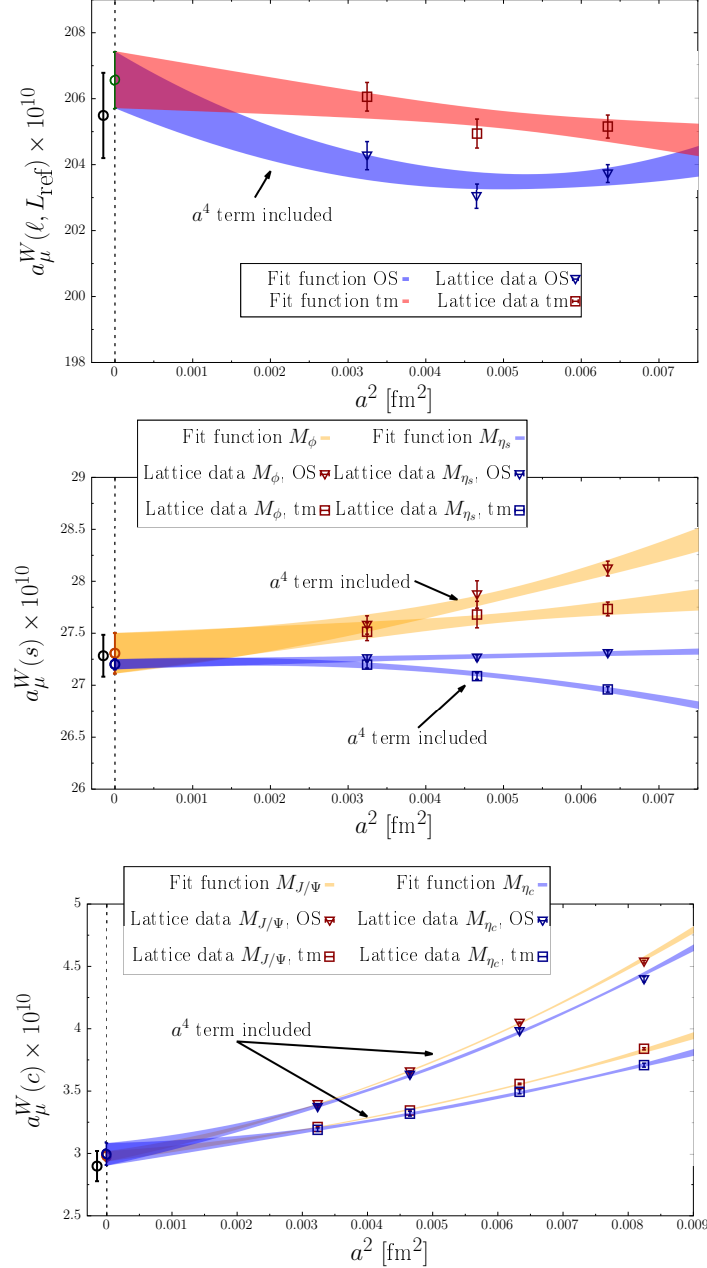 208
206
204
202
200
198
a_μ^W(ℓ, L_ref) × 10^10
a^4 term included
Fit function OS Lattice data OS
Fit function tm Lattice data tm
0 0.001 0.002 0.003 0.004 0.005 0.006 0.007
a^2 [fm^2]
Fit function M_ϕ Fit function M_{η_s}
Lattice data M_ϕ, OS Lattice data M_{η_s}, OS
Lattice data M_ϕ, tm Lattice data M_{η_s}, tm
29
28.5
28
27.5
27
26.5
26
a_μ^W(s) × 10^10
a^4 term included
a^4 term included
0 0.001 0.002 0.003 0.004 0.005 0.006 0.007
a^2 [fm^2]
Fit function M_{J/Ψ} Fit function M_{η_c}
Lattice data M_{J/Ψ}, OS Lattice data M_{η_c}, OS
Lattice data M_{J/Ψ}, tm Lattice data M_{η_c}, tm
5
4.5
4
3.5
3
2.5
a_μ^W(c) × 10^10
a^4 term included
0 0.001 0.002 0.003 0.004 0.005 0.006 0.007 0.008 0.009
a^2 [fm^2]